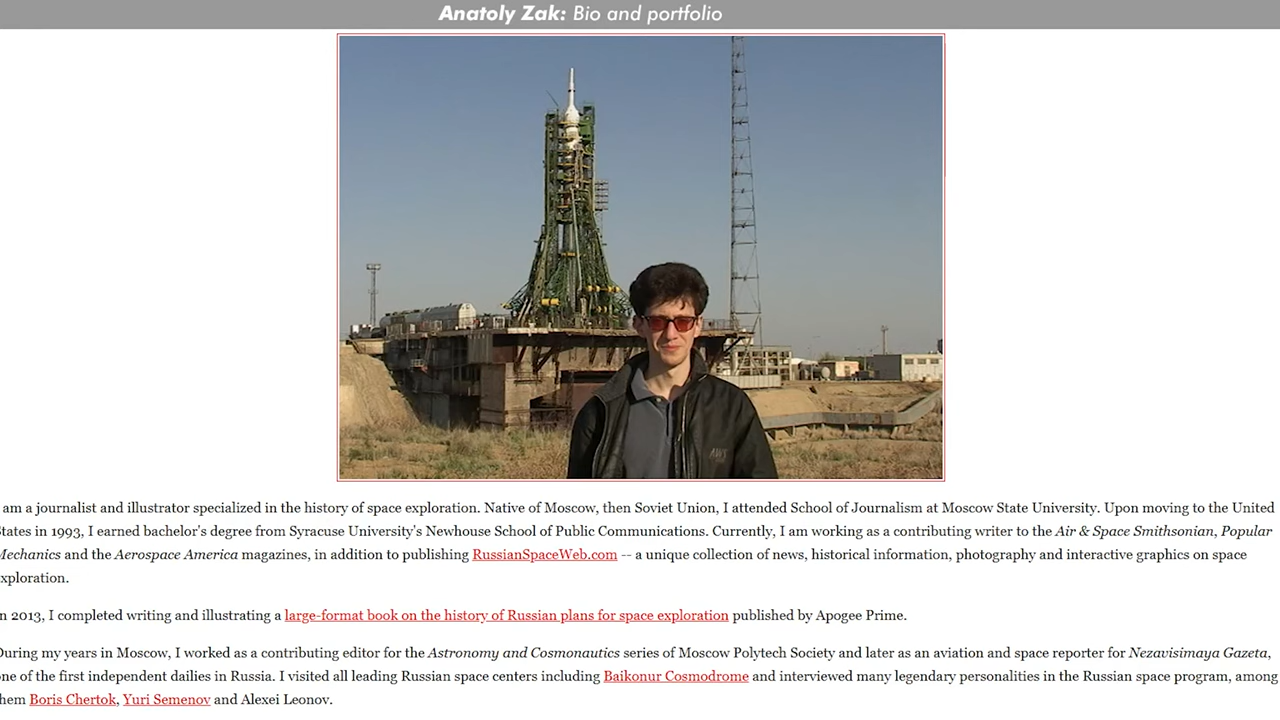 Anatoly Zak: Bio and portfolio
am a journalist and illustrator specialized in the history of space exploration. Native of Moscow, then Soviet Union, I attended School of Journalism at Moscow State University. Upon moving to the United
States in 1993, I earned bachelor's degree from Syracuse University's Newhouse School of Public Communications. Currently, I am working as a contributing writer to the Air & Space Smithsonian, Popular
Mechanics and the Aerospace America magazines, in addition to publishing RussianSpaceWeb.com -- a unique collection of news, historical information, photography and interactive graphics on space
exploration.
In 2013, I completed writing and illustrating a large-format book on the history of Russian plans for space exploration published by Apogee Prime.
During my years in Moscow, I worked as a contributing editor for the Astronomy and Cosmonautics series of Moscow Polytech Society and later as an aviation and space reporter for Nezavisimaya Gazeta,
one of the first independent dailies in Russia. I visited all leading Russian space centers including Baikonur Cosmodrome and interviewed many legendary personalities in the Russian space program, among
them Boris Chertok, Yuri Semenov and Alexei Leonov.